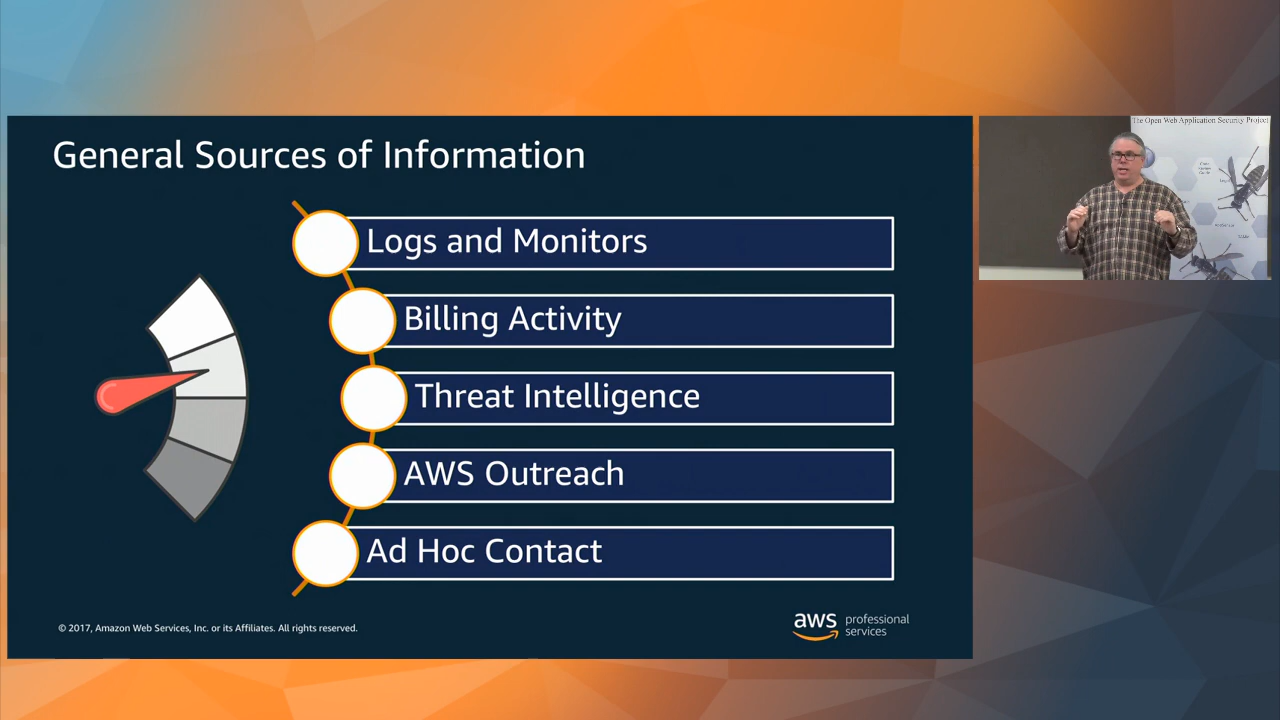 General Sources of Information
Logs and Monitors
Billing Activity
Threat Intelligence
AWS Outreach
Ad Hoc Contact
© 2017, Amazon Web Services, Inc. or its Affiliates. All rights reserved.
aws professional
services
The Open Web Application Security Project